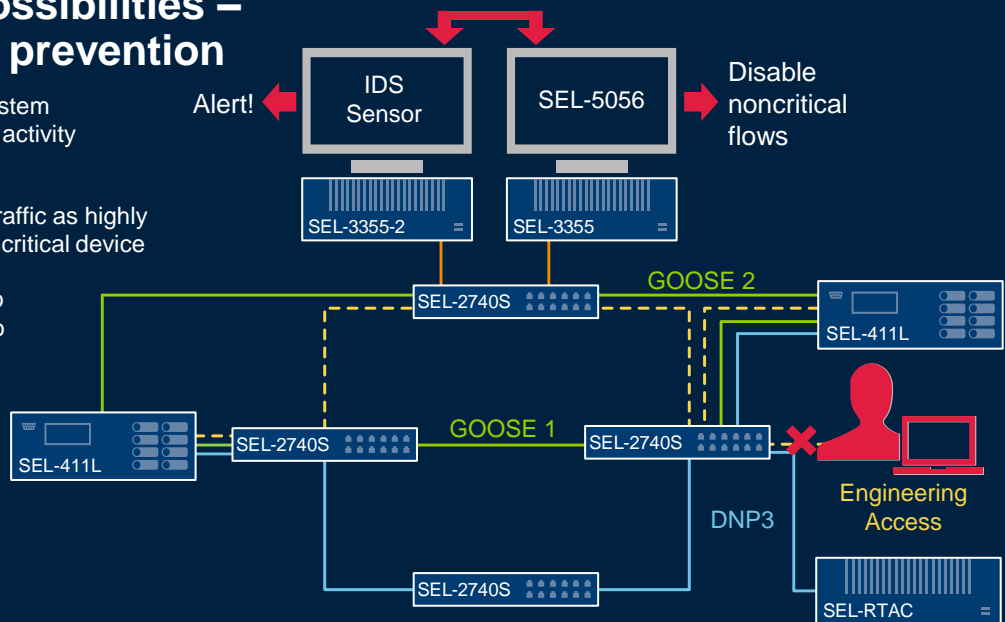 ossibilities –
prevention
stem
activity
raffic as highly
critical device
Alert!
IDS
Sensor
SEL-5056
Disable
noncritical
flows
SEL-3355-2
SEL-3355
SEL-2740S
GOOSE 2
SEL-411L
SEL-411L
SEL-2740S
GOOSE 1
SEL-2740S
Engineering
Access
DNP3
SEL-2740S
SEL-RTAC